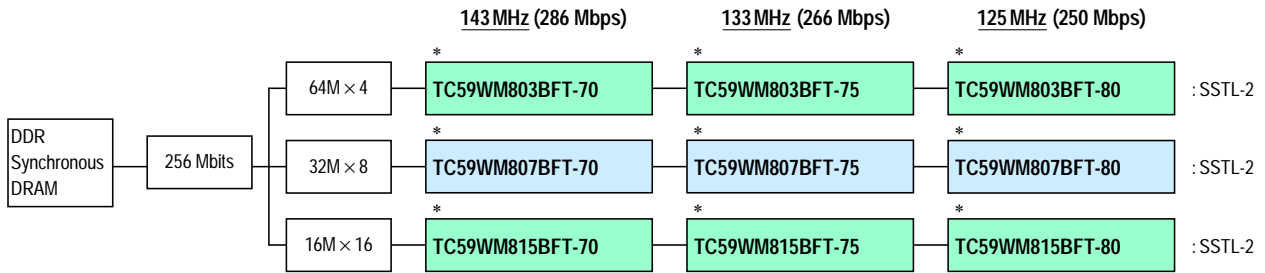 143 MHz (286 Mbps) 133 MHz (266 Mbps) 125 MHz (250 Mbps)
* * *
64M × 4 TC59WM803BFT-70 TC59WM803BFT-75 TC59WM803BFT-80 : SSTL-2
DDR
Synchronous
DRAM
256 Mbits
* * *
32M × 8 TC59WM807BFT-70 TC59WM807BFT-75 TC59WM807BFT-80 : SSTL-2
* * *
16M × 16 TC59WM815BFT-70 TC59WM815BFT-75 TC59WM815BFT-80 : SSTL-2